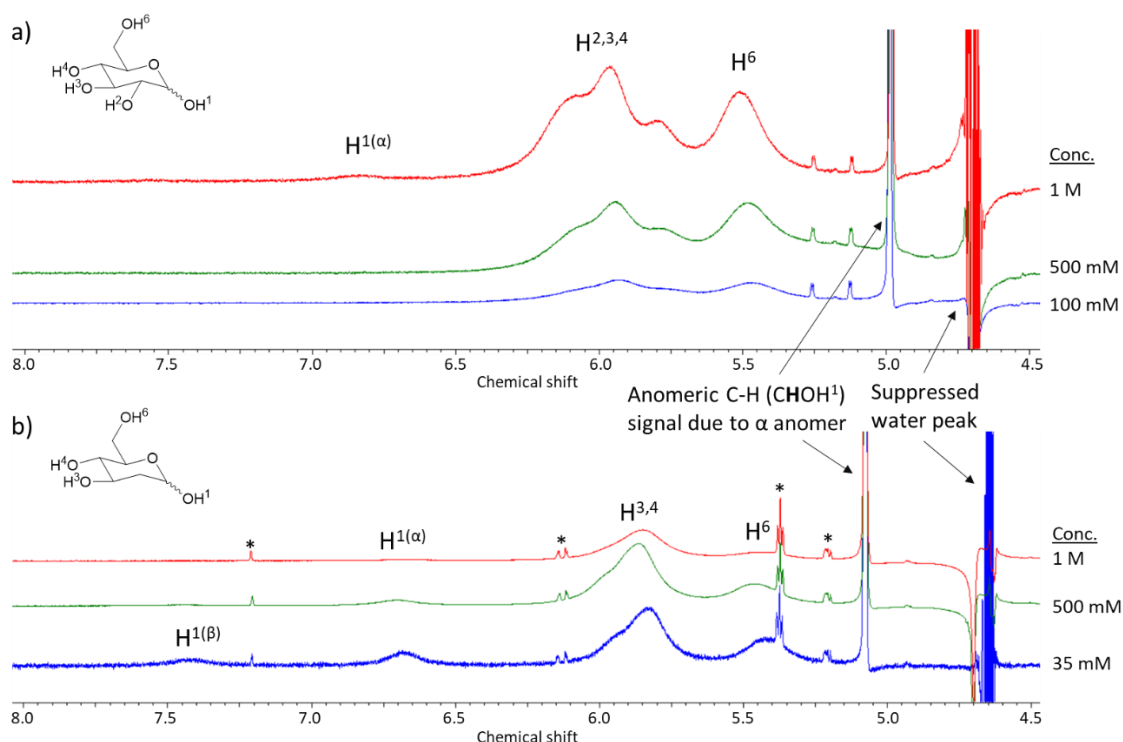 a)
OH⁶
H⁴O
O
H³O
H²O
OH¹
H²,³,⁴
H⁶
H¹⁽ᵅ⁾
Conc.
1 M
500 mM
100 mM
8.0 7.5 7.0 6.5 6.0 5.5 5.0 4.5
Chemical shift
Anomeric C-H (CHOH¹)
signal due to α anomer
Suppressed
water peak
b)
OH⁶
H⁴O
O
H³O
OH¹
*
H¹⁽ᵅ⁾
*
H³,⁴
H⁶
*
*
Conc.
1 M
500 mM
H¹⁽ᵝ⁾
35 mM
8.0 7.5 7.0 6.5 6.0 5.5 5.0 4.5
Chemical shift